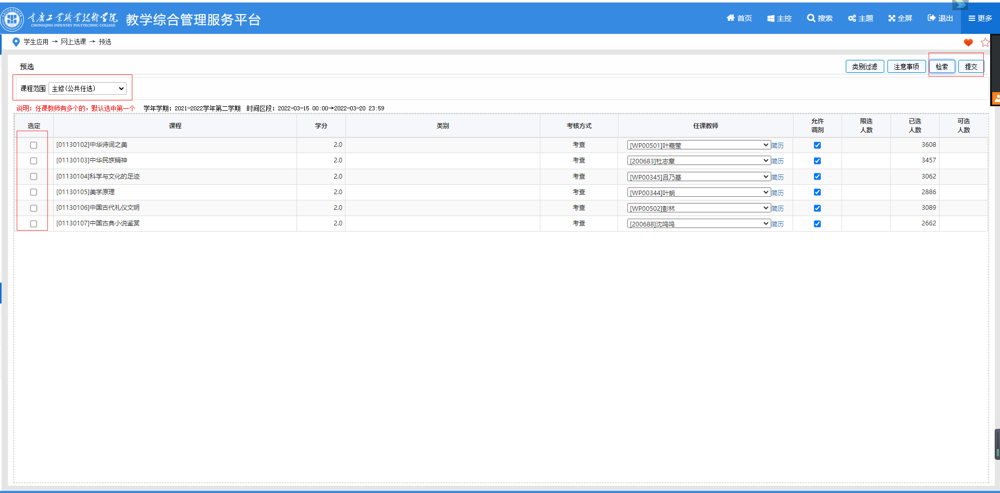 重庆工业职业技术学院
CHONGQING INDUSTRY POLYTECHNIC COLLEGE
教学综合管理服务平台
首页 主控 搜索 主题 全屏 退出 更多
学生应用 → 网上选课 → 预选
预选
类别过滤 注意事项 检索 提交
课程范围 主修(公共任选)
说明：任课教师有多个的，默认选中第一个 学年学期：2021-2022学年第二学期 时间区段：2022-03-15 00:00→2022-03-20 23:59
选定 课程 学分 类别 考核方式 任课教师 允许调剂 限选人数 已选人数 可选人数
[01130102]中华诗词之美 2.0 考查 [WP00501]叶嘉莹 简历 3608
[01130103]中华民族精神 2.0 考查 [200683]杜志章 简历 3457
[01130104]科学与文化的足迹 2.0 考查 [WP00345]吕乃基 简历 3062
[01130105]美学原理 2.0 考查 [WP00344]叶朗 简历 2886
[01130106]中国古代礼仪文明 2.0 考查 [WP00502]彭林 简历 3089
[01130107]中国古典小说鉴赏 2.0 考查 [200688]沈鸣鸣 简历 2662